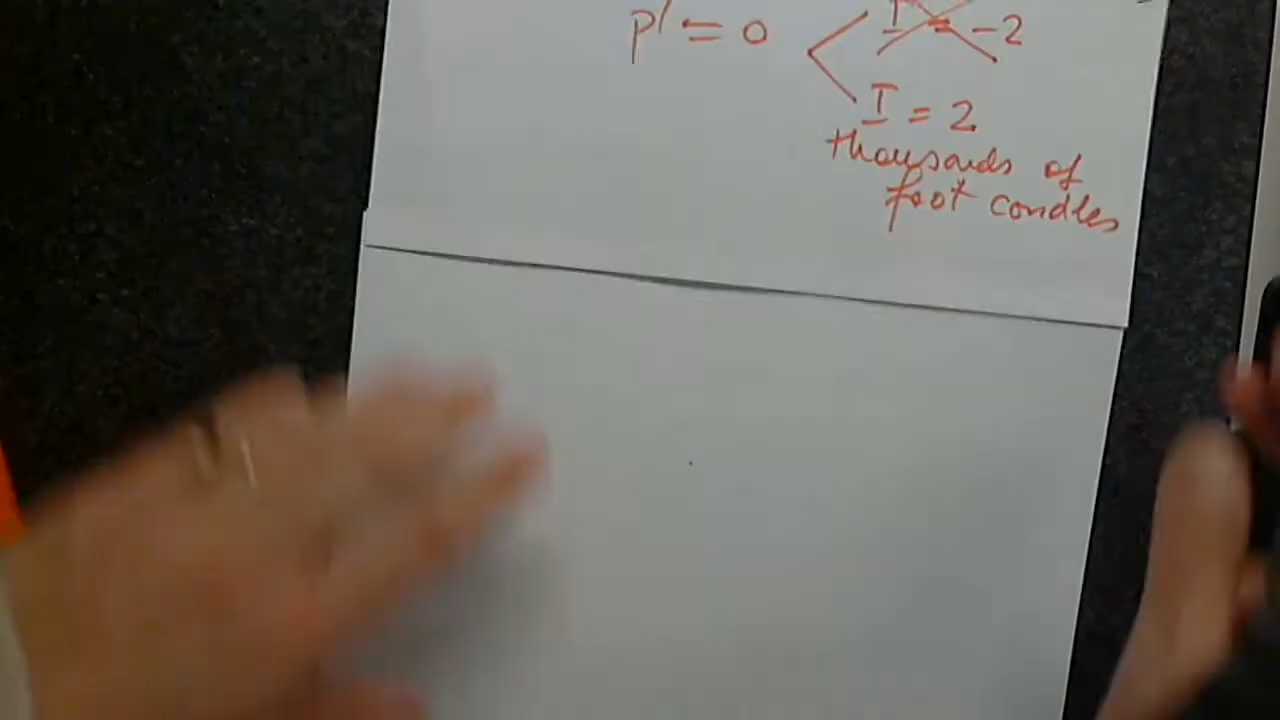 P' = 0
I = -2
I = 2
thousands of
foot candles